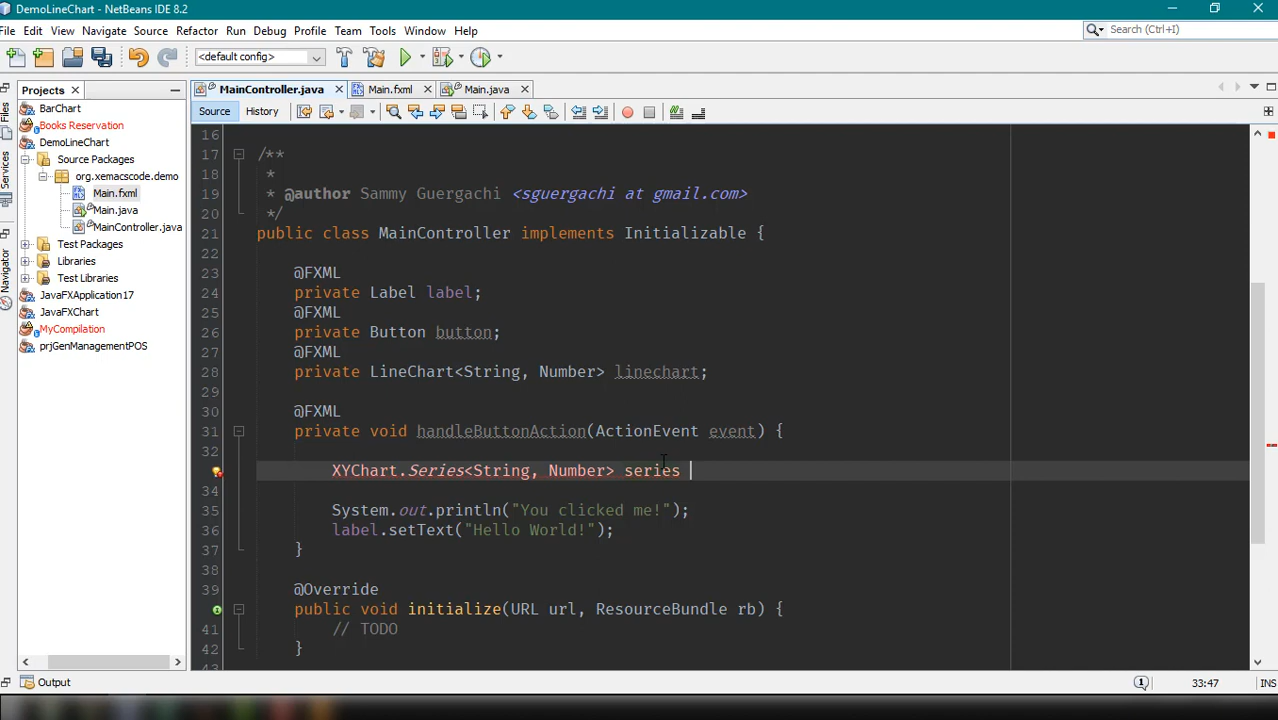 DemoLineChart - NetBeans IDE 8.2
File Edit View Navigate Source Refactor Run Debug Profile Team Tools Window Help
Search (Ctrl+I)
<default config>
Projects
MainController.java
Main.fxml
Main.java
Source History
Files
Services
Navigator
BarChart
Books Reservation
DemoLineChart
Source Packages
org.xemacscode.demo
Main.fxml
Main.java
MainController.java
Test Packages
Libraries
Test Libraries
JavaFXApplication17
JavaFXChart
MyCompilation
prjGenManagementPOS
16
17 /**
18 *
19 * @author Sammy Guergachi <sguergachi at gmail.com>
20 */
21 public class MainController implements Initializable {
22
23 @FXML
24 private Label label;
25 @FXML
26 private Button button;
27 @FXML
28 private LineChart<String, Number> linechart;
29
30 @FXML
31 private void handleButtonAction(ActionEvent event) {
32
XYChart.Series<String, Number> series
34
35 System.out.println("You clicked me!");
36 label.setText("Hello World!");
37 }
38
39 @Override
public void initialize(URL url, ResourceBundle rb) {
41 // TODO
42 }
43
Output
1
33:47
INS